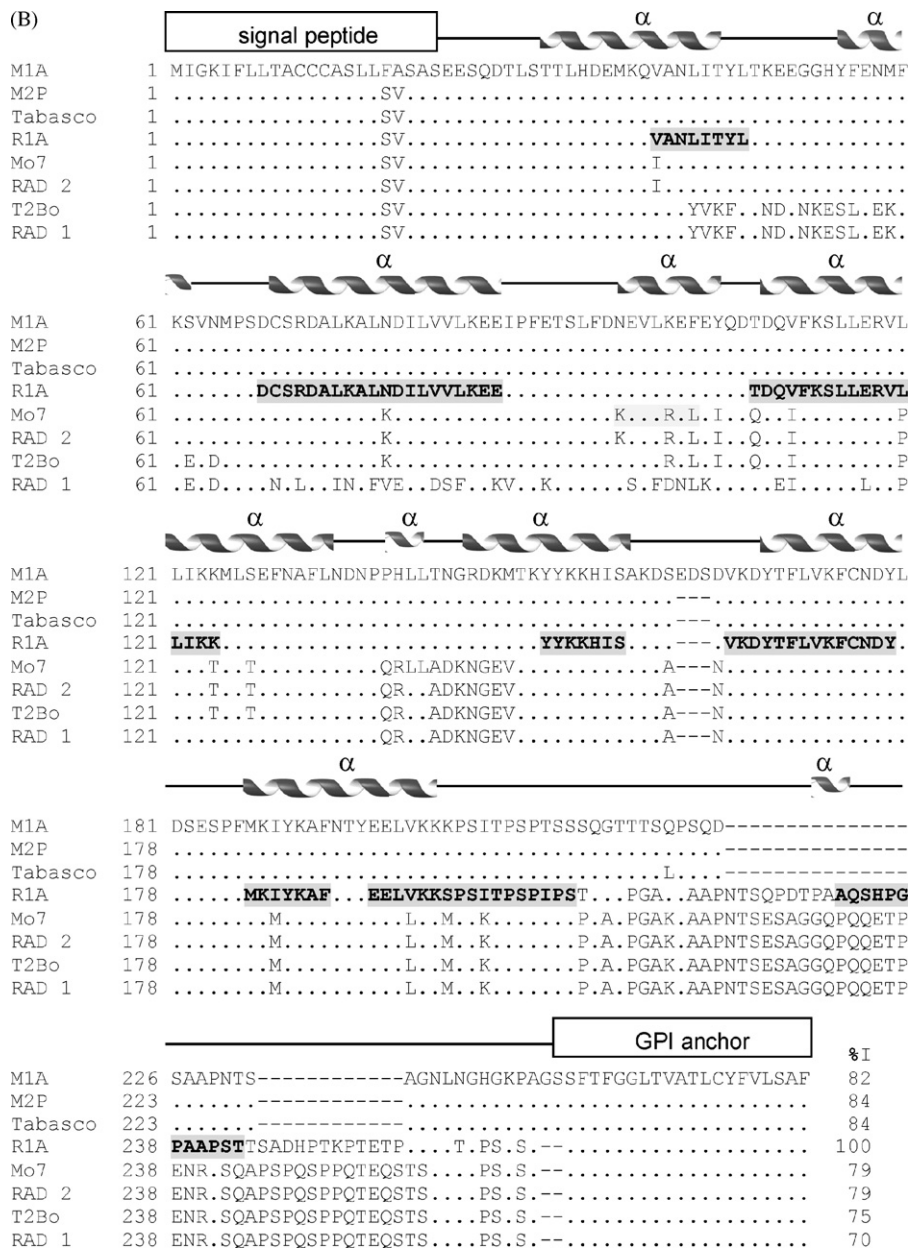 (B)
signal peptide α α
M1A 1 MIGKIFLLTACCCASLLFASASEESQDTLSTTLHDEMKQVANLITYLTKEEGGHYFENMF
M2P 1 .................SV.........................................
Tabasco 1 .................SV.........................................
R1A 1 .................SV....................VANLITYL.............
Mo7 1 .................SV....................I....................
RAD 2 1 .................SV....................I....................
T2Bo 1 .................SV.......................YVKF..ND.NKESL.EK.
RAD 1 1 .................SV.......................YVKF..ND.NKESL.EK.
α α α
M1A 61 KSVNMPSDCSRDALKALNDILVVLKEEIPFETSLFDNEVLKEFEYQDTDQVFKSLLERVL
M2P 61 ............................................................
Tabasco 61 ............................................................
R1A 61 .......DCSRDALKALNDILVVLKEE....................TDQVFKSLLERVL
Mo7 61 .................K..................K...R.L.I..Q..I........P
RAD 2 61 .................K..................K...R.L.I..Q..I........P
T2Bo 61 .E.D.............K......................R.L.I..Q..I........P
RAD 1 61 .E.D....N.L..IN.FVE..DSF..KV..K......S.FDNLK.....EI.....L..P
α α α α
M1A 121 LIKKMLSEFNAFLNDNPPHLLTNGRDKMTKYYKKHISAKDSEDSDVKDYTFLVKFCNDYL
M2P 121 .........................................---................
Tabasco 121 .........................................---................
R1A 121 LIKK..........................YYKKHIS....---.VKDYTFLVKFCNDY.
Mo7 121 ...T..T..........QRLLADKNGEV............A---N...............
RAD 2 121 ...T..T..........QR..ADKNGEV............A---N...............
T2Bo 121 ...T..T..........QR..ADKNGEV............A---N...............
RAD 1 121 .................QR..ADKNGEV............A---N...............
α α
M1A 181 DSESPFMKIYKAFNTYEELVKKKPSITPSPTSSSQGTTTSQPSQD---------------
M2P 178 .............................................---------------
Tabasco 178 ........................................L....---------------
R1A 178 ......MKIYKAF...EELVKKSPSITPSPIPST...PGA..AAPNTSQPDTPAAQSHPG
Mo7 178 ........M..........L..M..K.......P.A.PGAK.AAPNTSESAGGQPQQETP
RAD 2 178 ........M..........L..M..K.......P.A.PGAK.AAPNTSESAGGQPQQETP
T2Bo 178 ........M..........L..M..K.......P.A.PGAK.AAPNTSESAGGQPQQETP
RAD 1 178 ........M..........L..M..K.......P.A.PGAK.AAPNTSESAGGQPQQETP
GPI anchor %I
M1A 226 SAAPNTS------------AGNLNGHGKPAGSSFTFGGLTVATLCYFVLSAF 82
M2P 223 .......------------................................. 84
Tabasco 223 .......------------................................. 84
R1A 238 PAAPSTTSADHPTKPTETP....T.PS.S.--.................... 100
Mo7 238 ENR.SQAPSPQSPPQTEQSTS....PS.S.--.................... 79
RAD 2 238 ENR.SQAPSPQSPPQTEQSTS....PS.S.--.................... 79
T2Bo 238 ENR.SQAPSPQSPPQTEQSTS....PS.S.--.................... 75
RAD 1 238 ENR.SQAPSPQSPPQTEQSTS....PS.S.--.................... 70